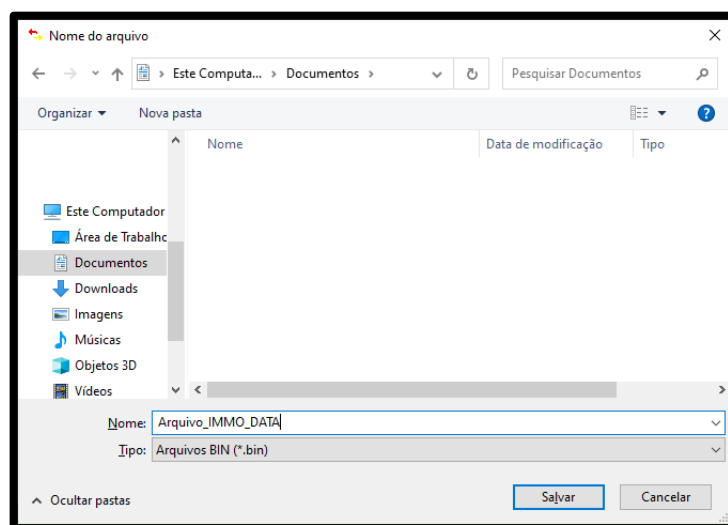 Nome do arquivo
Este Computa... Documentos
Pesquisar Documentos
Organizar Nova pasta
Nome Data de modificação Tipo
Este Computador
Área de Trabalhc
Documentos
Downloads
Imagens
Músicas
Objetos 3D
Vídeos
Nome: Arquivo_IMMO_DATA
Tipo: Arquivos BIN (*.bin)
Ocultar pastas
Salvar
Cancelar